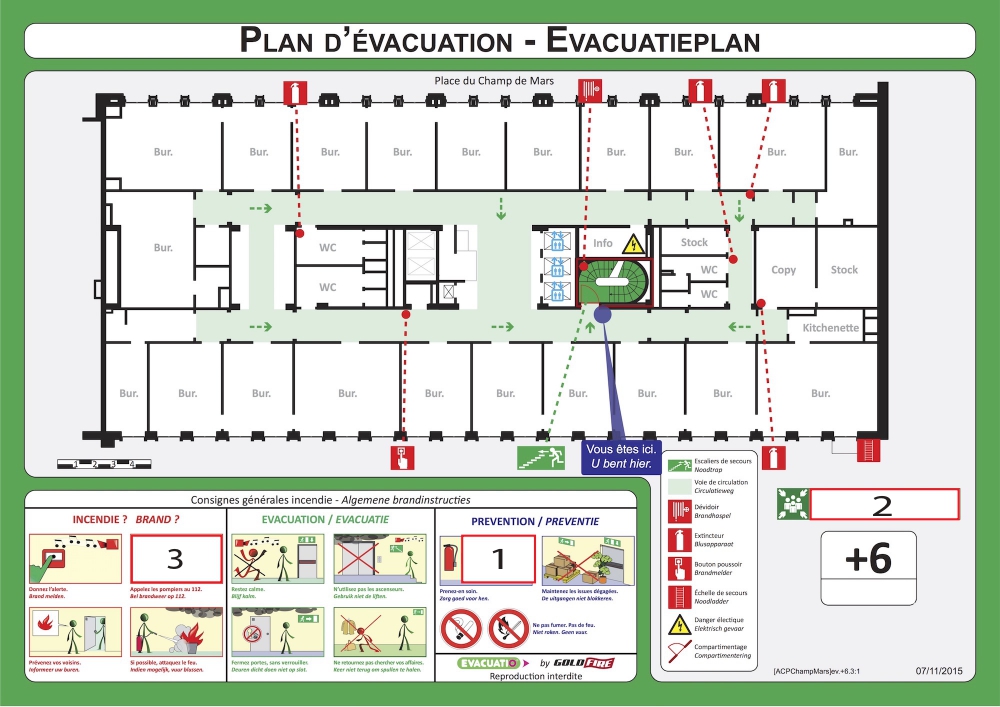 PLAN D'ÉVACUATION - EVACUATIEPLAN
Place du Champ de Mars
Bur. Bur. Bur. Bur. Bur. Bur. Bur. Bur. Bur. Bur.
Bur.
WC
WC
Info
Stock
WC
WC
Copy
Stock
Kitchenette
Bur. Bur. Bur. Bur. Bur. Bur. Bur. Bur. Bur. Bur.
1 2 3 4
Vous êtes ici.
U bent hier.
Consignes générales incendie - Algemene brandinstructies
INCENDIE ? BRAND ?
3
Donnez l'alerte.
Brand melden.
Appelez les pompiers au 112.
Bel brandweer op 112.
Prévenez vos voisins.
Informeer uw buren.
Si possible, attaquez le feu.
Indien mogelijk, vuur blussen.
EVACUATION / EVACUATIE
Restez calme.
Blijf kalm.
N'utilisez pas les ascenseurs.
Gebruik niet de liften.
Fermez portes, sans verrouiller.
Deuren dicht doen niet op slot.
Ne retournez pas chercher vos affaires.
Keer niet terug om spullen te halen.
PREVENTION / PREVENTIE
1
Prenez-en soin.
Zorg goed voor hen.
Maintenez les issues dégagées.
De uitgangen niet blokkeren.
Ne pas fumer. Pas de feu.
Niet roken. Geen vuur.
EVACUATIO by GOLDFIRE
Reproduction interdite
Escaliers de secours
Noodtrap
Voie de circulation
Circulatieweg
Dévidoir
Brandhaspel
Extincteur
Blusapparaat
Bouton poussoir
Brandmelder
Échelle de secours
Noodladder
Danger électique
Elektrisch gevaar
Compartimentage
Compartimentering
2
+6
[ACPChampMars]ev.+6.3:1
07/11/2015